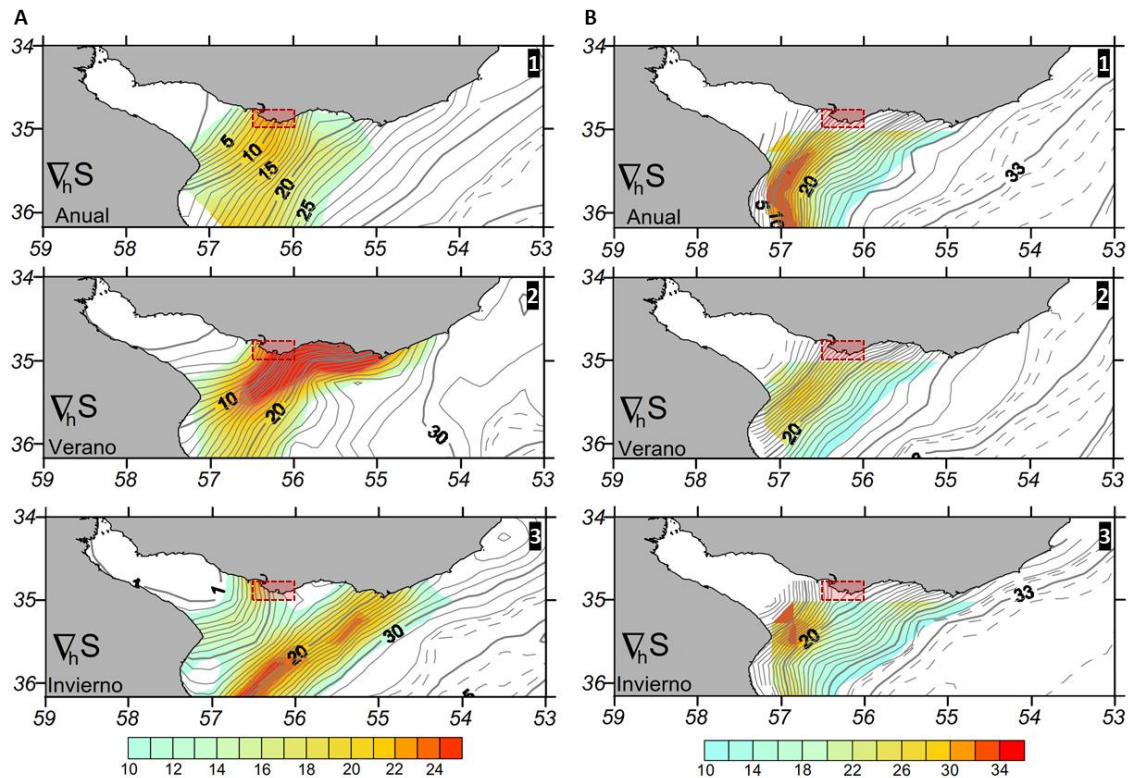 A B
34 1 34 1
5 10 15 20 25 5 10 20 33
35 35
∇hS ∇hS
36 Anual 36 Anual
59 58 57 56 55 54 53 59 58 57 56 55 54 53
34 2 34 2
10 20 30 20
35 35
∇hS ∇hS
36 Verano 36 Verano
59 58 57 56 55 54 53 59 58 57 56 55 54 53
34 3 34 3
1 1 20 30 20 33
35 35
∇hS ∇hS
36 Invierno 36 Invierno
59 58 57 56 55 54 53 59 58 57 56 55 54 53
10 12 14 16 18 20 22 24 10 14 18 22 26 30 34